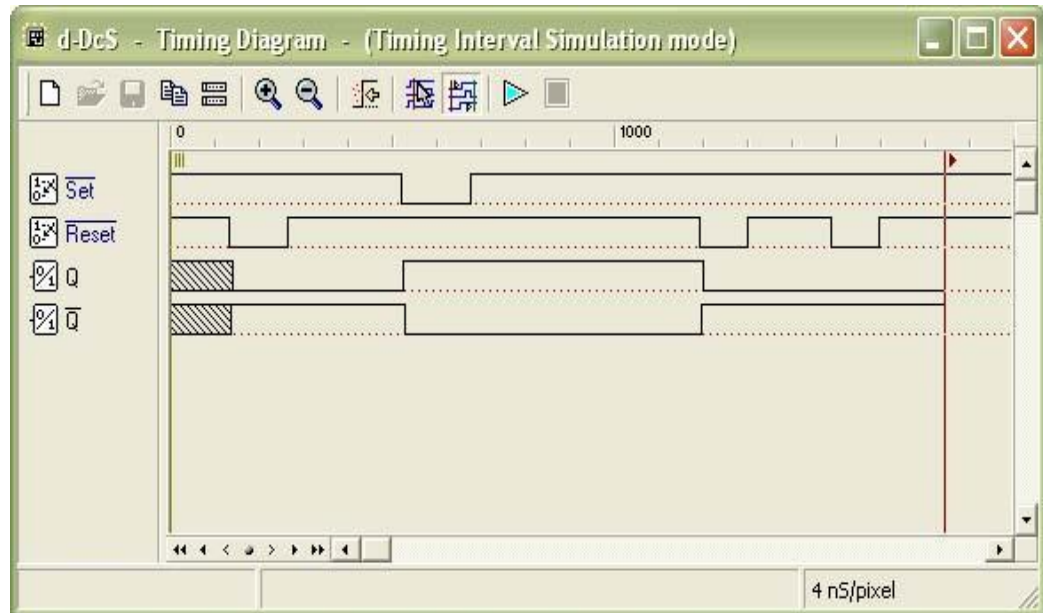 d-DcS - Timing Diagram - (Timing Interval Simulation mode)
0 1000
Set
Reset
Q
Q̅
4 nS/pixel